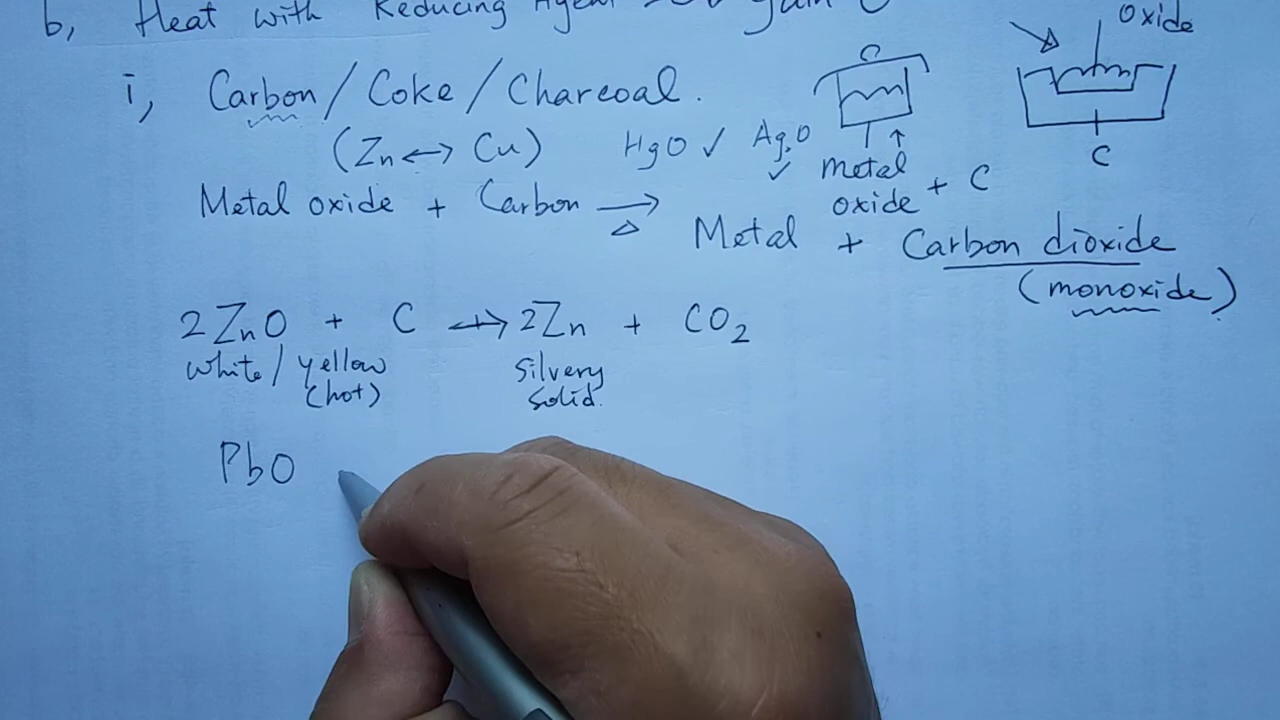 b, Heat with Reducing Agent
i, Carbon / Coke / Charcoal.
(Zn ↔ Cu) HgO ✓ Ag2O ✓
Metal oxide + Carbon →
Δ
Metal + Carbon dioxide
(monoxide)
C
Metal
oxide + C
Oxide
C
2ZnO + C → 2Zn + CO2
white / yellow
(hot)
silvery
solid.
PbO